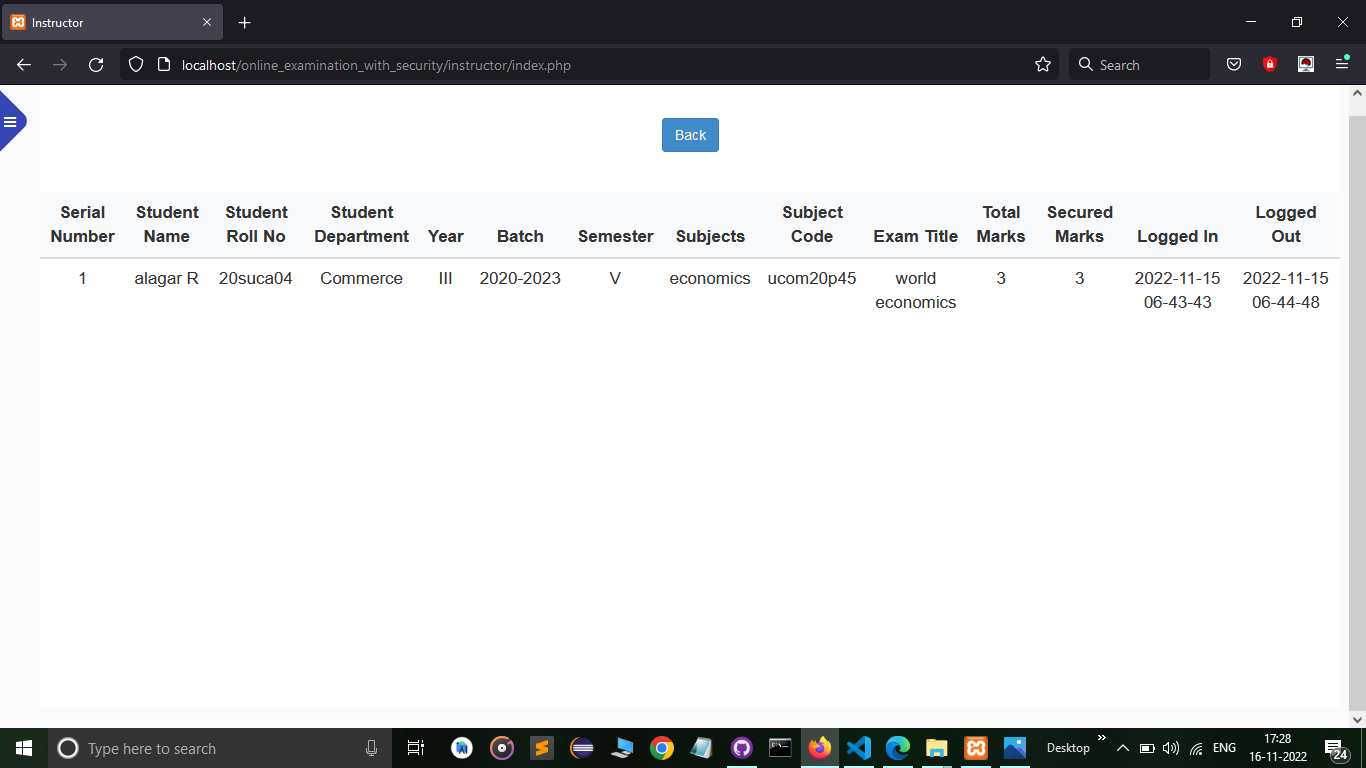 Instructor
localhost/online_examination_with_security/instructor/index.php
Search
Back
Serial Number Student Name Student Roll No Student Department Year Batch Semester Subjects Subject Code Exam Title Total Marks Secured Marks Logged In Logged Out
1 alagar R 20suca04 Commerce III 2020-2023 V economics ucom20p45 world economics 3 3 2022-11-15 06-43-43 2022-11-15 06-44-48
Type here to search
Desktop
ENG
17:28
16-11-2022
24